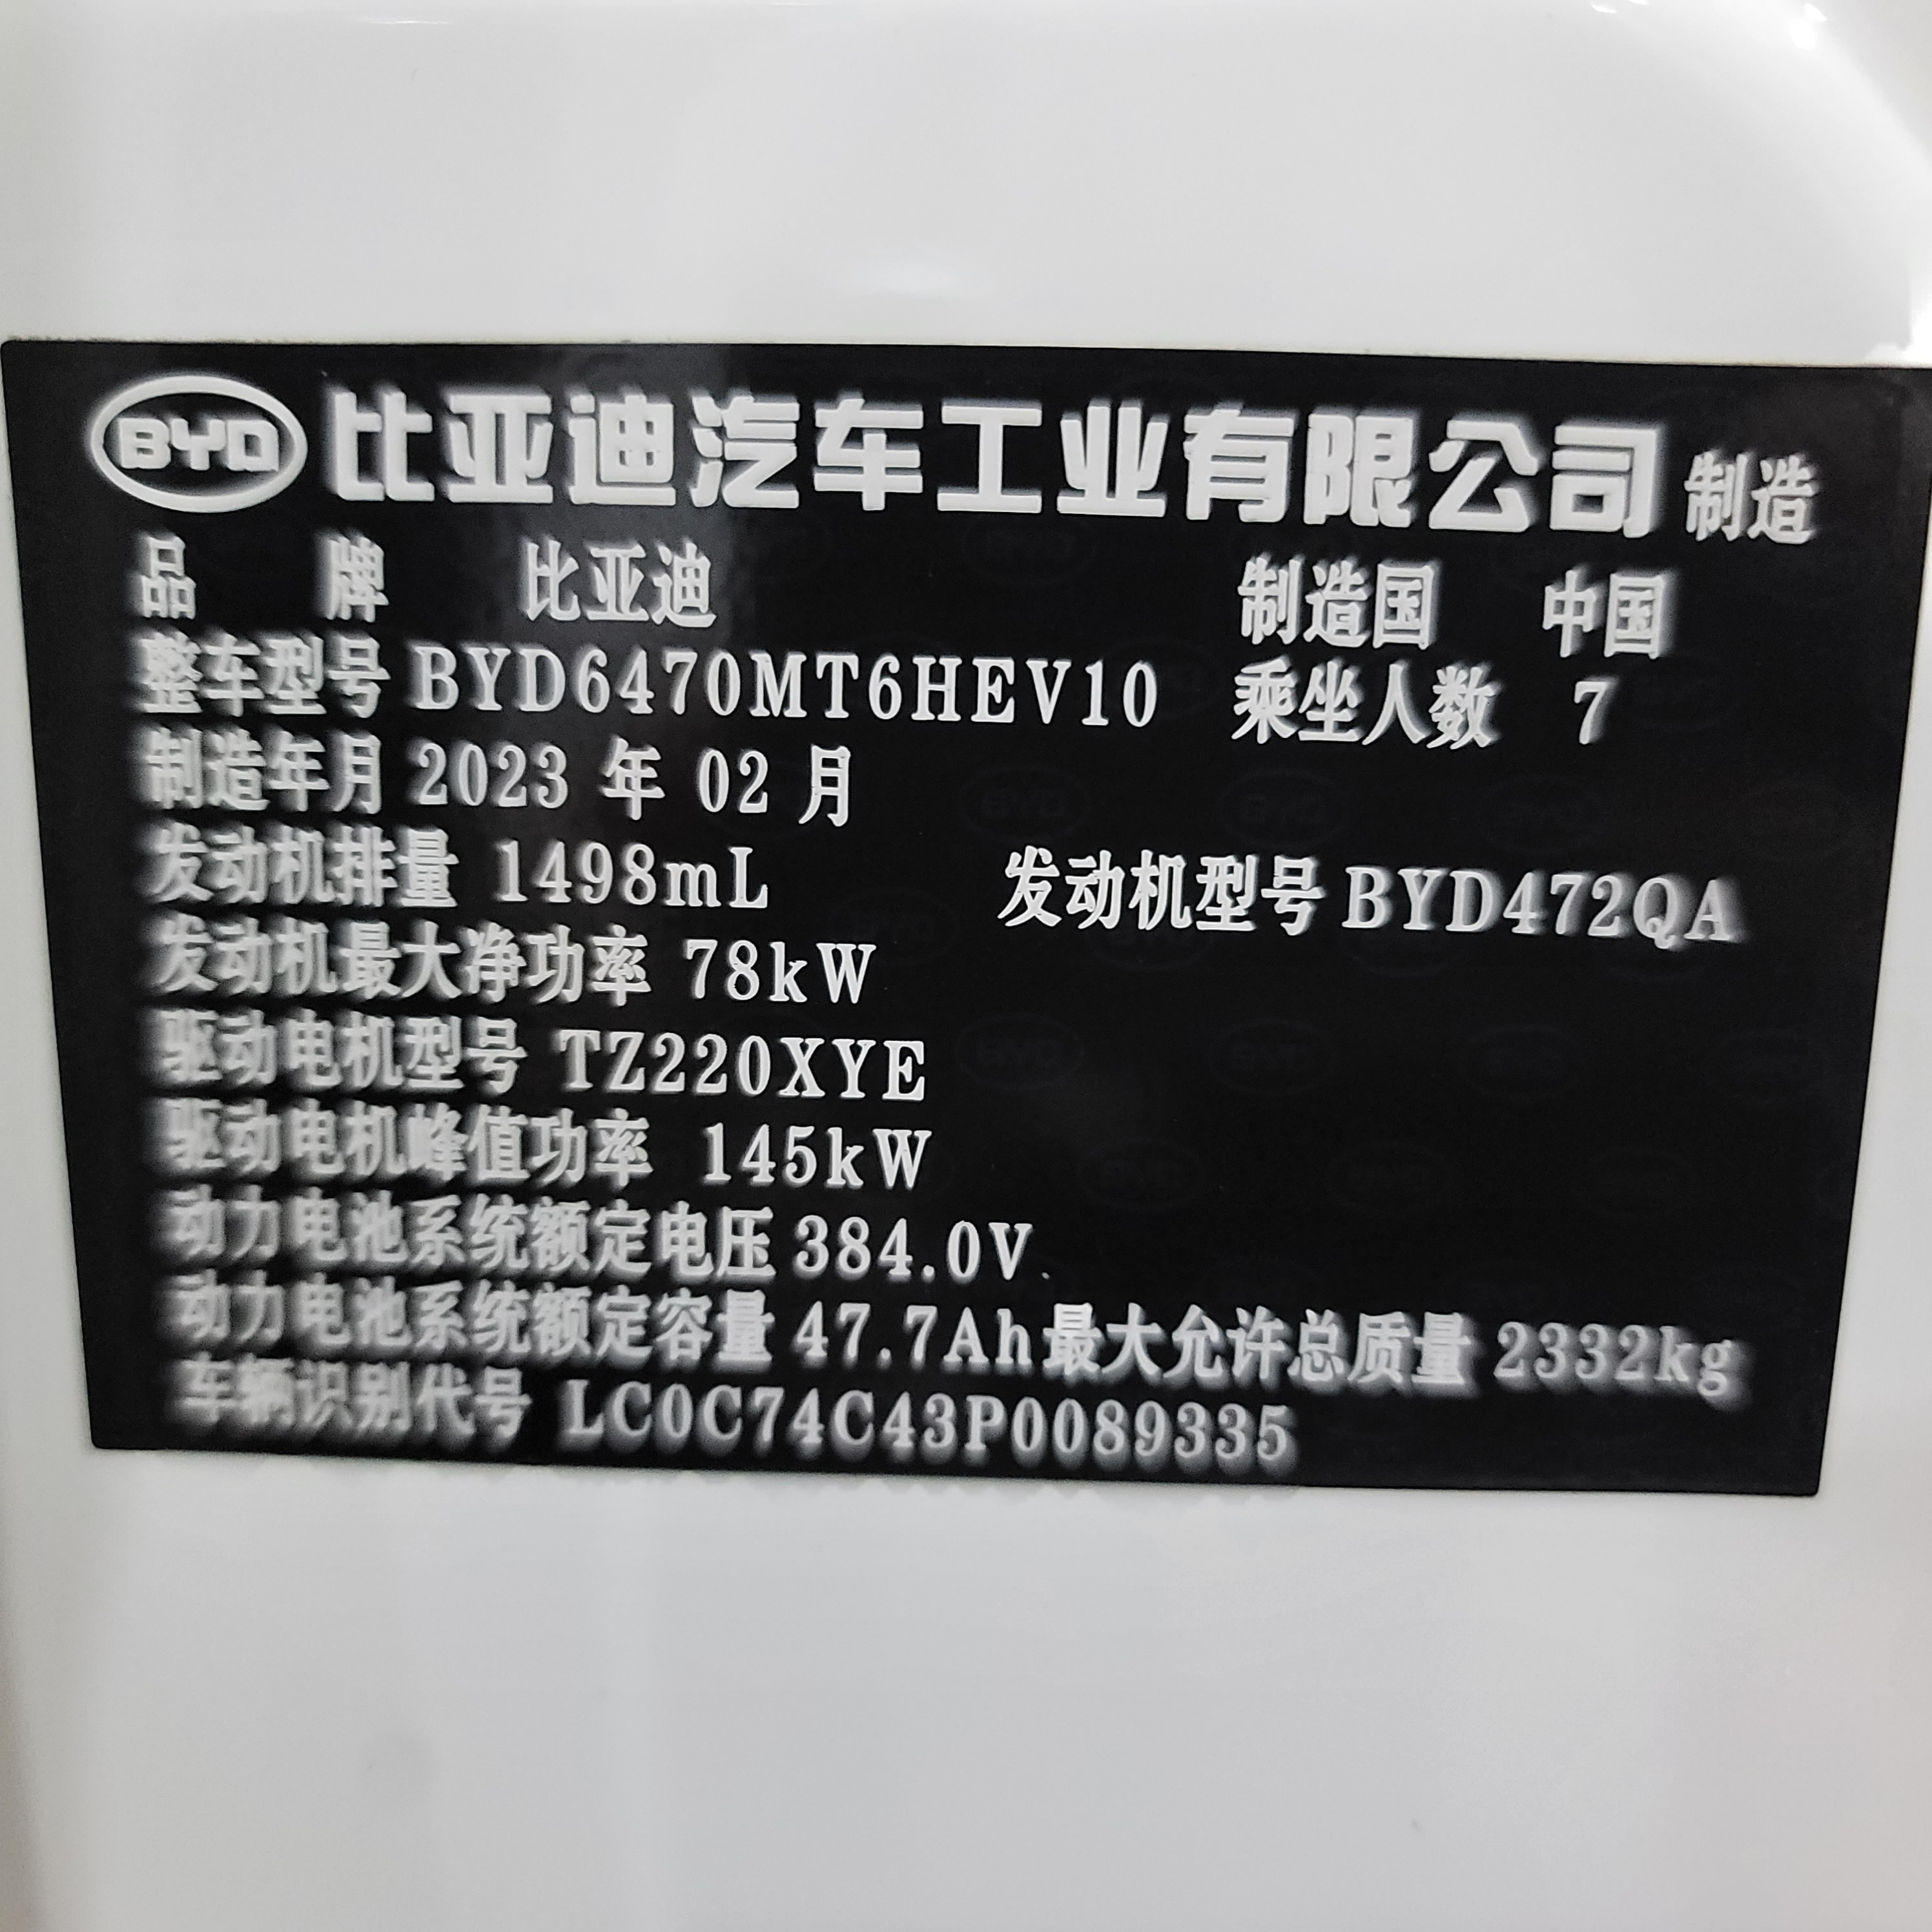 BYD 比亚迪汽车工业有限公司 制造
品 牌 比亚迪 制造国 中国
整车型号 BYD6470MT6HEV10 乘坐人数 7
制造年月 2023 年 02 月
发动机排量 1498mL 发动机型号 BYD472QA
发动机最大净功率 78kW
驱动电机型号 TZ220XYE
驱动电机峰值功率 145kW
动力电池系统额定电压 384.0V
动力电池系统额定容量 47.7Ah 最大允许总质量 2332kg
车辆识别代号 LC0C74C43P0089335